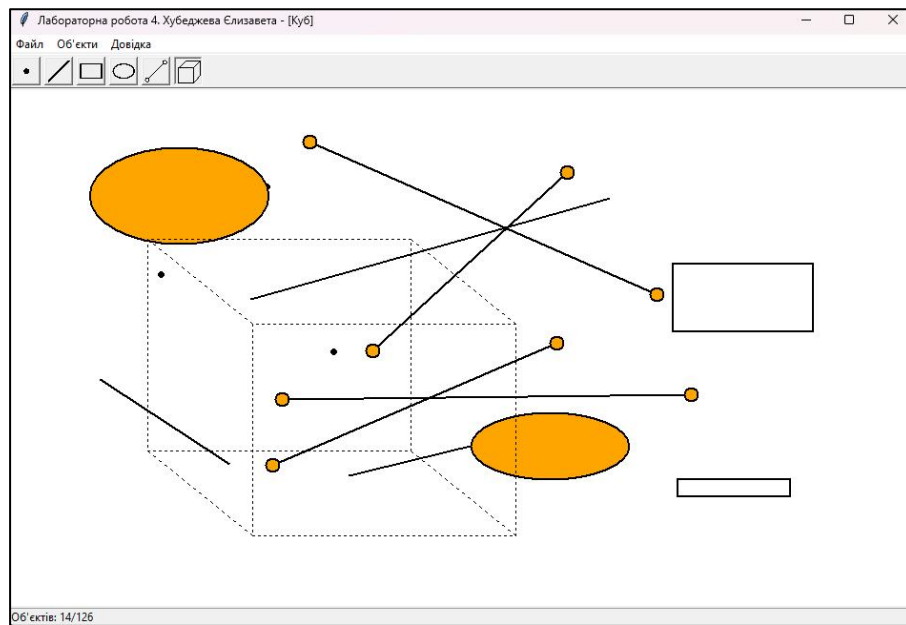 Лабораторна робота 4. Хубеджева Єлизавета - [Куб]
Файл Об'єкти Довідка
Об'єктів: 14/126